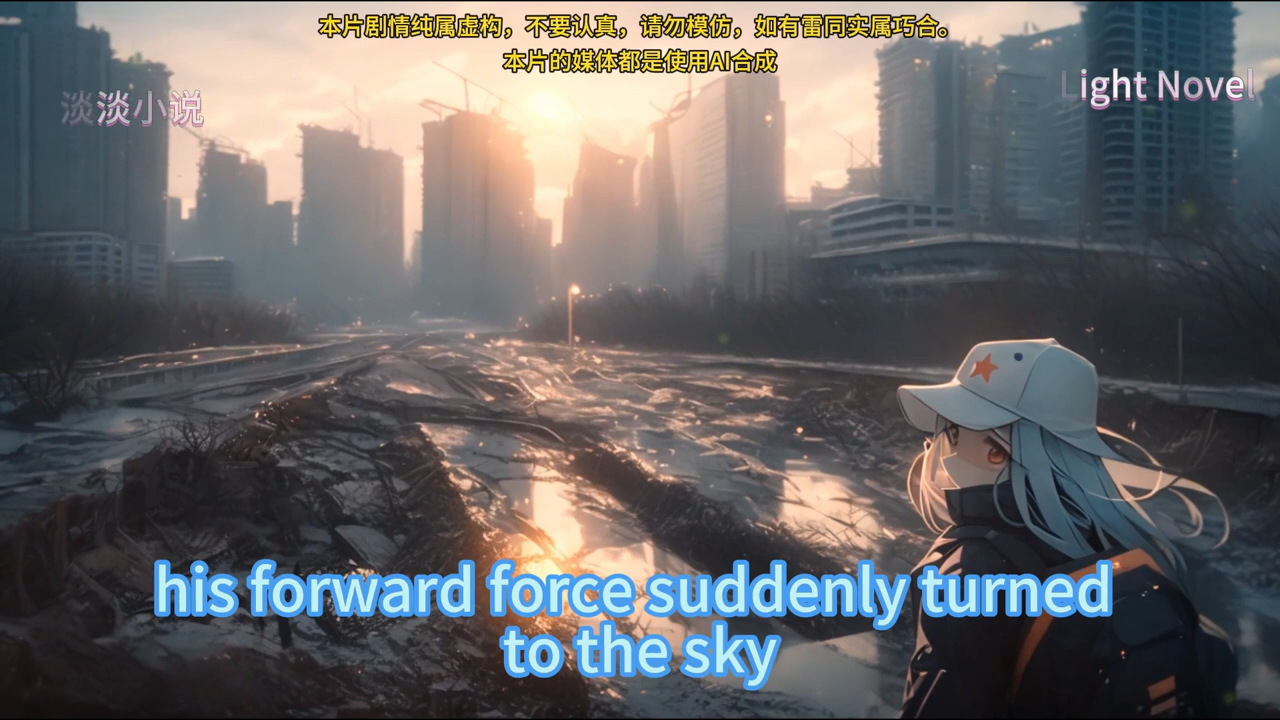 本片剧情纯属虚构，不要认真，请勿模仿，如有雷同实属巧合。
本片的媒体都是使用AI合成
淡淡小说
Light Novel
his forward force suddenly turned
to the sky